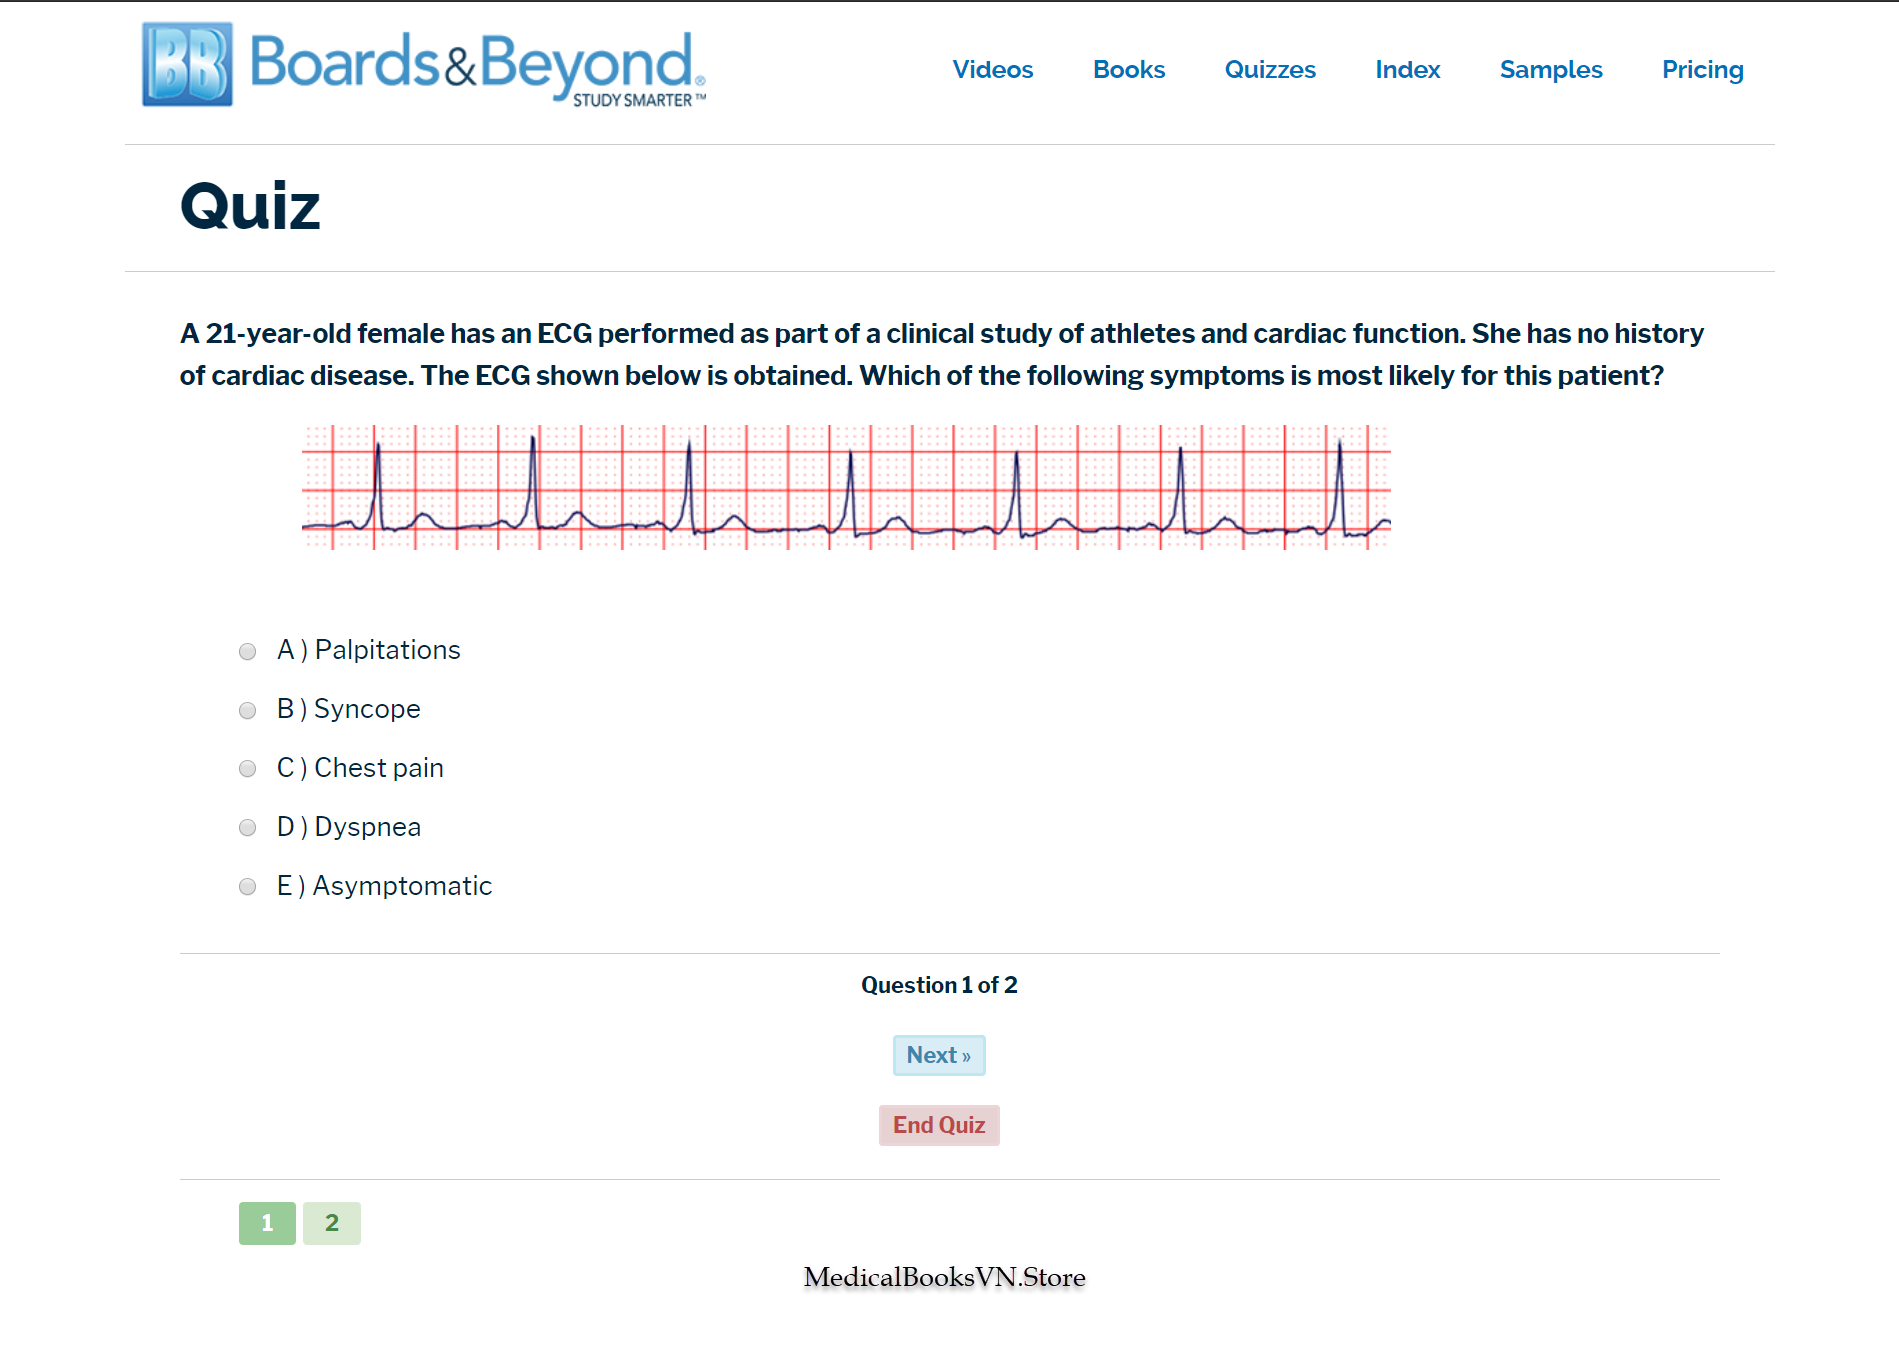 BB Boards&Beyond®
STUDY SMARTER™
Videos Books Quizzes Index Samples Pricing
Quiz
A 21-year-old female has an ECG performed as part of a clinical study of athletes and cardiac function. She has no history
of cardiac disease. The ECG shown below is obtained. Which of the following symptoms is most likely for this patient?
A ) Palpitations
B ) Syncope
C ) Chest pain
D ) Dyspnea
E ) Asymptomatic
Question 1 of 2
Next »
End Quiz
1 2
MedicalBooksVN.Store